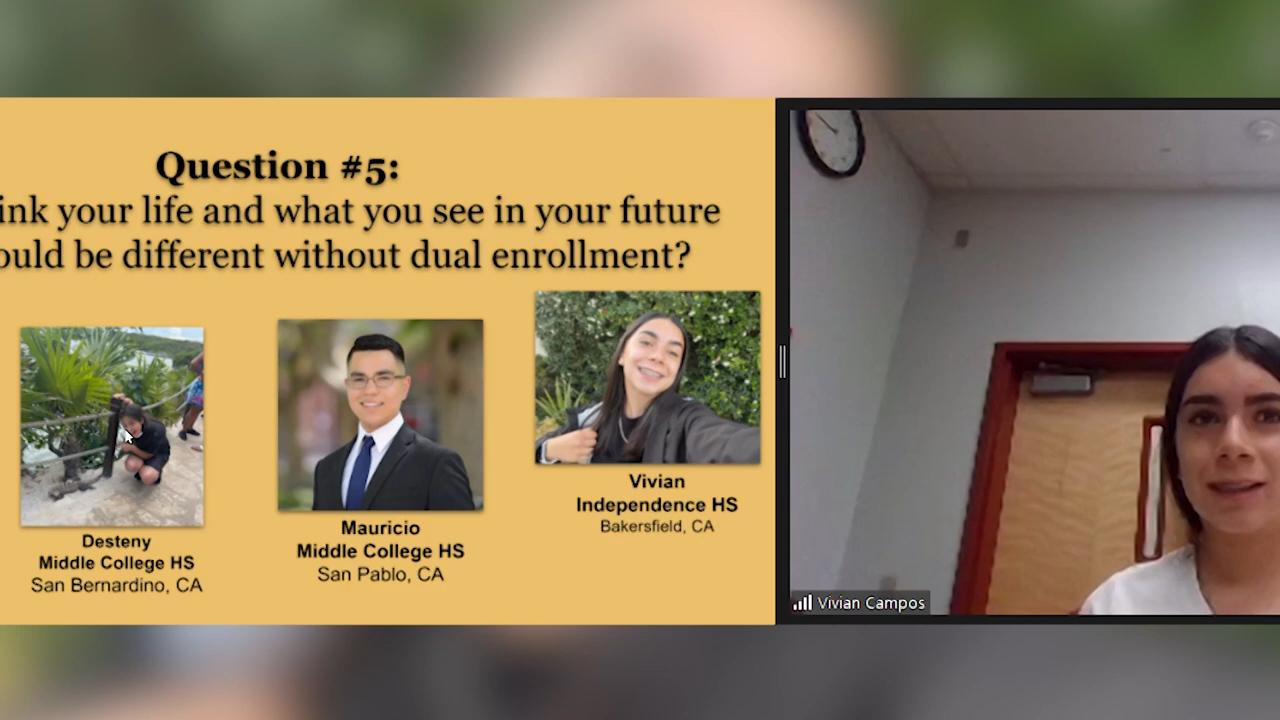 Question #5:
ink your life and what you see in your future
ould be different without dual enrollment?
Desteny
Middle College HS
San Bernardino, CA
Mauricio
Middle College HS
San Pablo, CA
Vivian
Independence HS
Bakersfield, CA
Vivian Campos